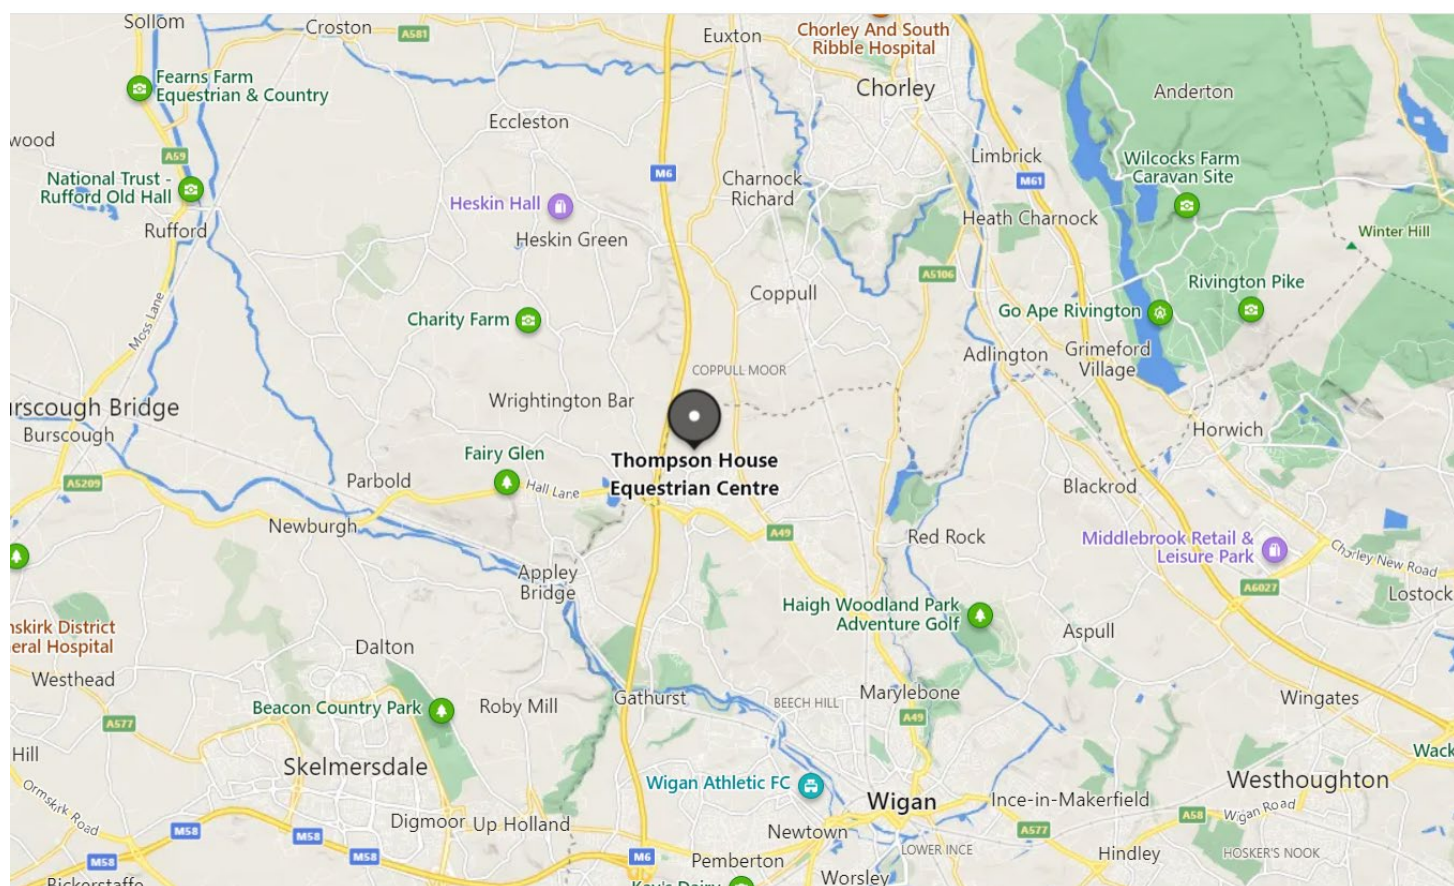 Sollom
Croston
A581
Euxton
Chorley And South
Ribble Hospital
Chorley
Fearns Farm
Equestrian & Country
Anderton
Eccleston
wood
A59
Limbrick
Wilcocks Farm
Caravan Site
M6
M61
National Trust -
Rufford Old Hall
Charnock
Richard
Heskin Hall
Heath Charnock
Rufford
Heskin Green
Winter Hill
A5106
Rivington Pike
Coppull
Moss Lane
Charity Farm
Go Ape Rivington
Adlington
Grimeford
Village
COPPULL MOOR
Wrightington Bar
urscough Bridge
Burscough
Horwich
Fairy Glen
Thompson House
Equestrian Centre
A5209
Parbold
Hall Lane
Blackrod
Newburgh
A49
Red Rock
Middlebrook Retail &
Leisure Park
Chorley New Road
Appley
Bridge
A6027
Lostock
Haigh Woodland Park
Adventure Golf
nskirk District
eral Hospital
Aspull
Dalton
Westhead
Gathurst
Marylebone
Wingates
Beacon Country Park
Roby Mill
BEECH HILL
A577
A49
Hill
Wack
Skelmersdale
Wigan Athletic FC
Westhoughton
Ormskirk Road
Wigan
Ince-in-Makerfield
Wigan Road
A58
Digmoor
Up Holland
Newtown
A577
M58
M58
M58
M58
LOWER INCE
Hindley
HOSKER'S NOOK
M6
Pemberton
Worsley
Bickerstaffe
Kay's Dairy